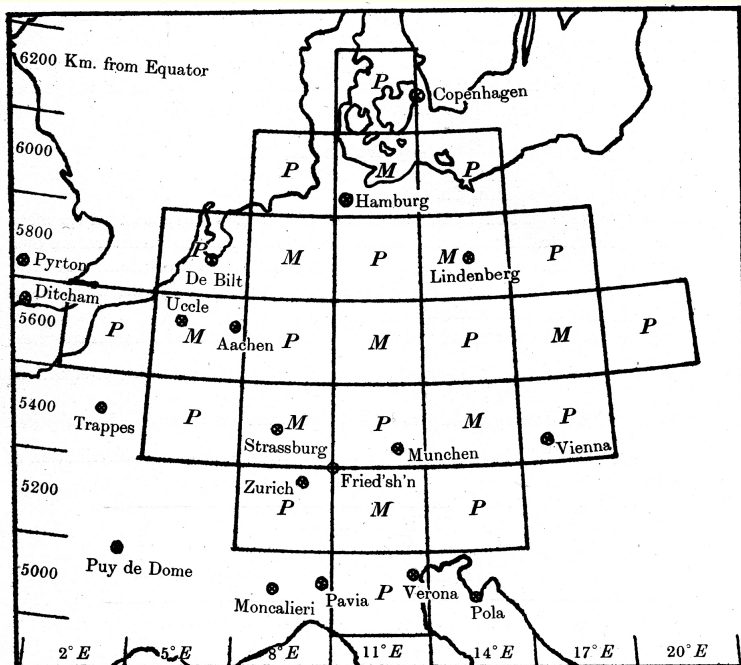 6200 Km. from Equator
P
Copenhagen
6000
P M P
Hamburg
5800
P M P M P
Pyrton
De Bilt
Lindenberg
Ditcham
Uccle
5600
P M P M P M P
Aachen
5400
P M P M P
Trappes
Strassburg
Munchen
Vienna
Zurich
Fried'sh'n
5200
P M P
Puy de Dome
5000
P
Moncalieri
Pavia
Verona
Pola
2°E 5°E 8°E 11°E 14°E 17°E 20°E